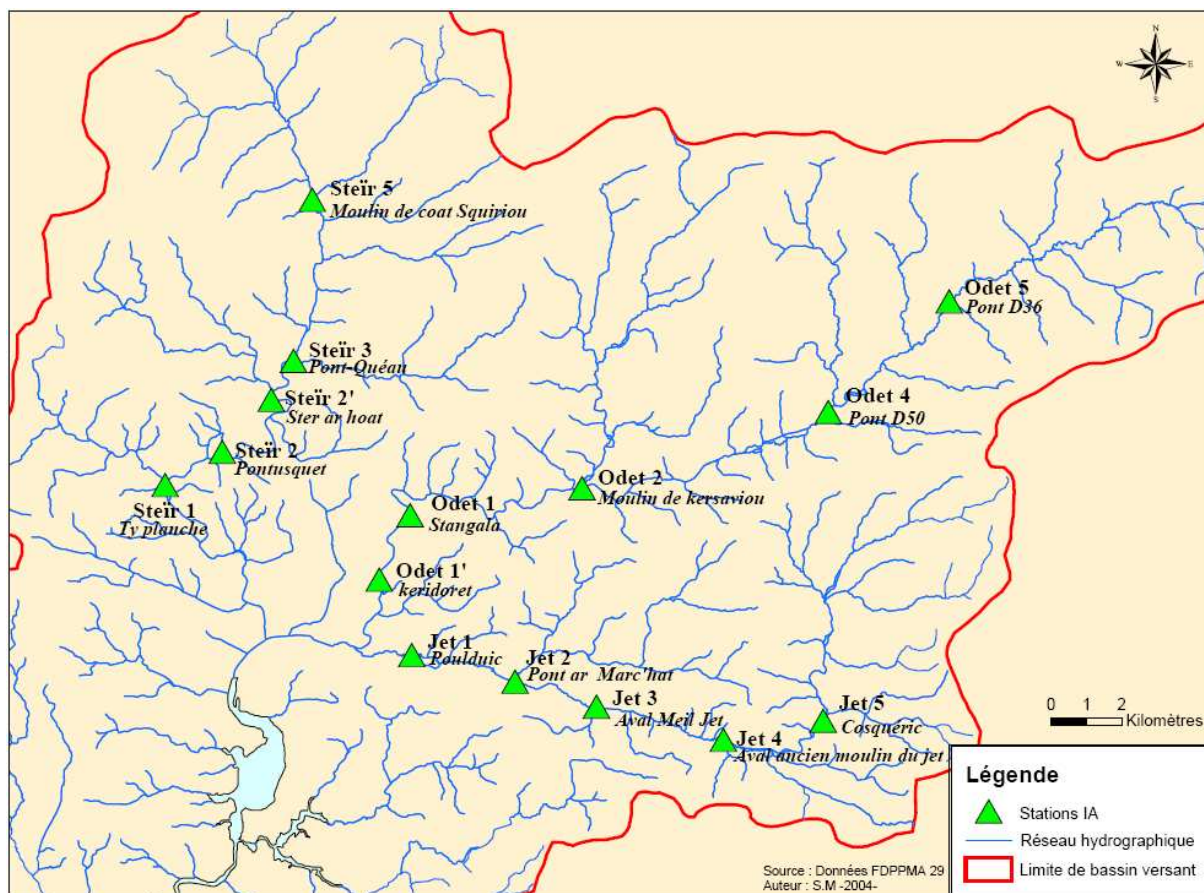 N
W E
S
Steïr 5
Moulin de coat Squiriou
Odet 5
Pont D36
Steïr 3
Pont-Quéau
Steïr 2'
Ster ar hoat
Odet 4
Pont D50
Steïr 2
Pontusquet
Odet 2
Moulin de kersaviou
Steïr 1
Ty planche
Odet 1
Stangala
Odet 1'
keridoret
Jet 1
Poulduic
Jet 2
Pont ar Marc'hat
Jet 3
Aval Meil Jet
Jet 5
Cosquéric
Jet 4
Aval ancien moulin du jet
0 1 2
Kilomètres
Légende
Stations IA
Réseau hydrographique
Limite de bassin versant
Source : Données FDPPMA 29
Auteur : S.M -2004-